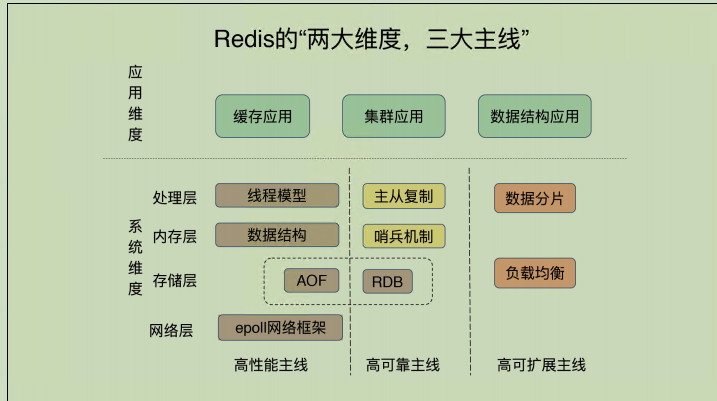 Redis的“两大维度，三大主线”
应用维度
缓存应用
集群应用
数据结构应用
系统维度
处理层
线程模型
主从复制
数据分片
内存层
数据结构
哨兵机制
存储层
AOF
RDB
负载均衡
网络层
epoll网络框架
高性能主线
高可靠主线
高可扩展主线